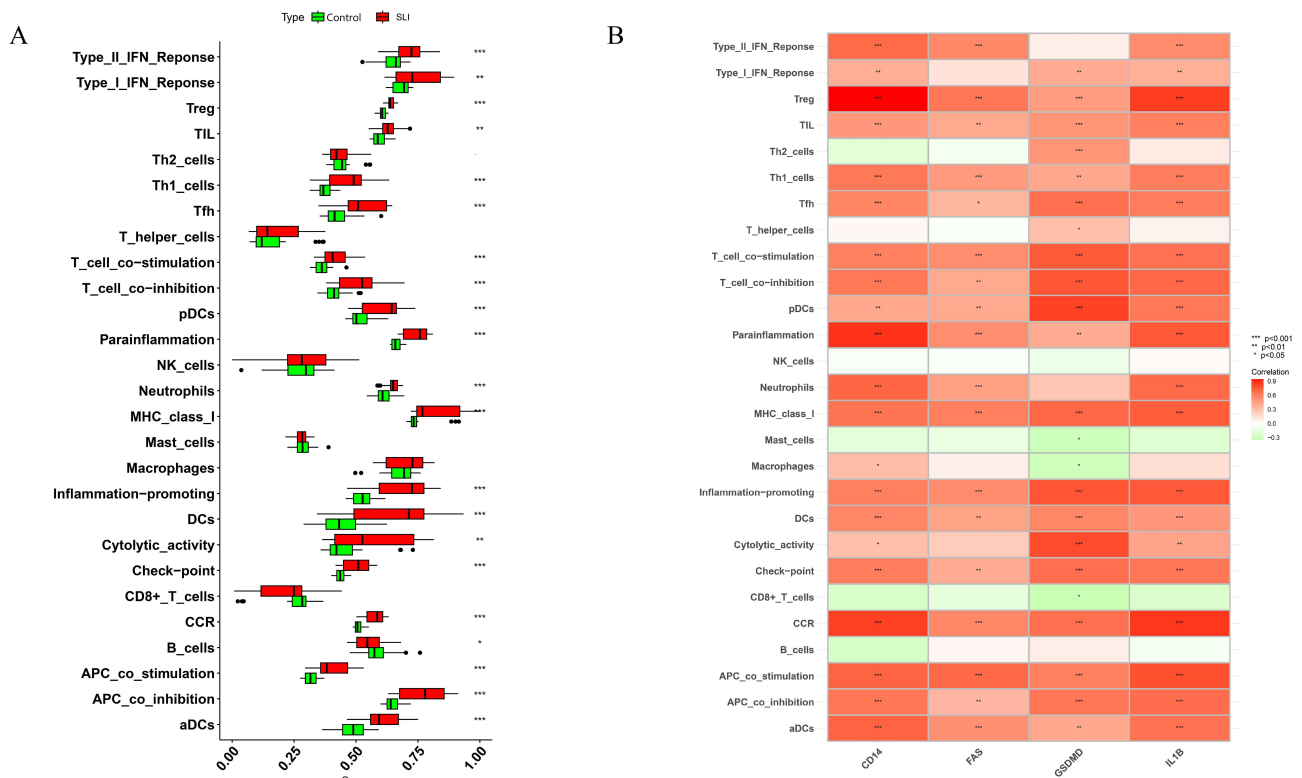 Type Control SLI
A
B
Type_II_IFN_Reponse ***
Type_I_IFN_Reponse **
Treg ***
TIL **
Th2_cells .
Th1_cells ***
Tfh ***
T_helper_cells
T_cell_co−stimulation ***
T_cell_co−inhibition ***
pDCs ***
Parainflammation ***
NK_cells
Neutrophils ***
MHC_class_I ***
Mast_cells
Macrophages
Inflammation−promoting ***
DCs ***
Cytolytic_activity **
Check−point ***
CD8+_T_cells
CCR ***
B_cells *
APC_co_stimulation ***
APC_co_inhibition ***
aDCs ***
0.00 0.25 0.50 0.75 1.00
Type_II_IFN_Reponse *** *** ***
Type_I_IFN_Reponse ** ** **
Treg *** *** *** ***
TIL *** ** *** ***
Th2_cells ***
Th1_cells *** *** ** ***
Tfh *** * *** ***
T_helper_cells *
T_cell_co−stimulation *** *** *** ***
T_cell_co−inhibition *** ** *** ***
pDCs ** ** *** ***
Parainflammation *** *** ** ***
NK_cells
Neutrophils *** *** ***
MHC_class_I *** *** *** ***
Mast_cells *
Macrophages * *
Inflammation−promoting *** *** *** ***
DCs *** ** *** ***
Cytolytic_activity * *** **
Check−point *** ** *** ***
CD8+_T_cells *
CCR *** *** *** ***
B_cells
APC_co_stimulation *** *** *** ***
APC_co_inhibition *** ** *** ***
aDCs *** *** ** ***
CD14 FAS GSDMD IL1B
*** p<0.001
** p<0.01
* p<0.05
Correlation
0.9
0.6
0.3
0.0
−0.3